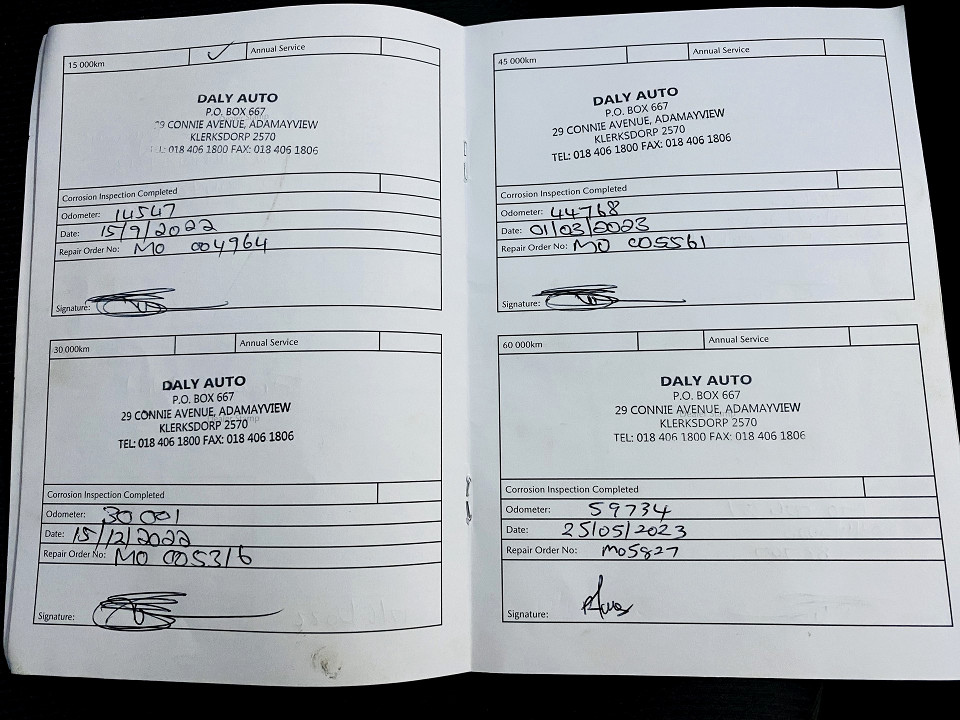 15 000km ✓ Annual Service
DALY AUTO
P.O. BOX 667
29 CONNIE AVENUE, ADAMAYVIEW
KLERKSDORP 2570
TEL: 018 406 1800 FAX: 018 406 1806
Corrosion Inspection Completed
Odometer: 14547
Date: 15/9/2022
Repair Order No: MO 004964
Signature:
30 000km Annual Service
DALY AUTO
P.O. BOX 667
29 CONNIE AVENUE, ADAMAYVIEW
KLERKSDORP 2570
TEL: 018 406 1800 FAX: 018 406 1806
Corrosion Inspection Completed
Odometer: 30 001
Date: 15/12/2022
Repair Order No: MO 005316
Signature:
45 000km Annual Service
DALY AUTO
P.O. BOX 667
29 CONNIE AVENUE, ADAMAYVIEW
KLERKSDORP 2570
TEL: 018 406 1800 FAX: 018 406 1806
Corrosion Inspection Completed
Odometer: 44768
Date: 01/03/2023
Repair Order No: MO 005561
Signature:
60 000km Annual Service
DALY AUTO
P.O. BOX 667
29 CONNIE AVENUE, ADAMAYVIEW
KLERKSDORP 2570
TEL: 018 406 1800 FAX: 018 406 1806
Corrosion Inspection Completed
Odometer: 59734
Date: 25/05/2023
Repair Order No: MO5827
Signature: